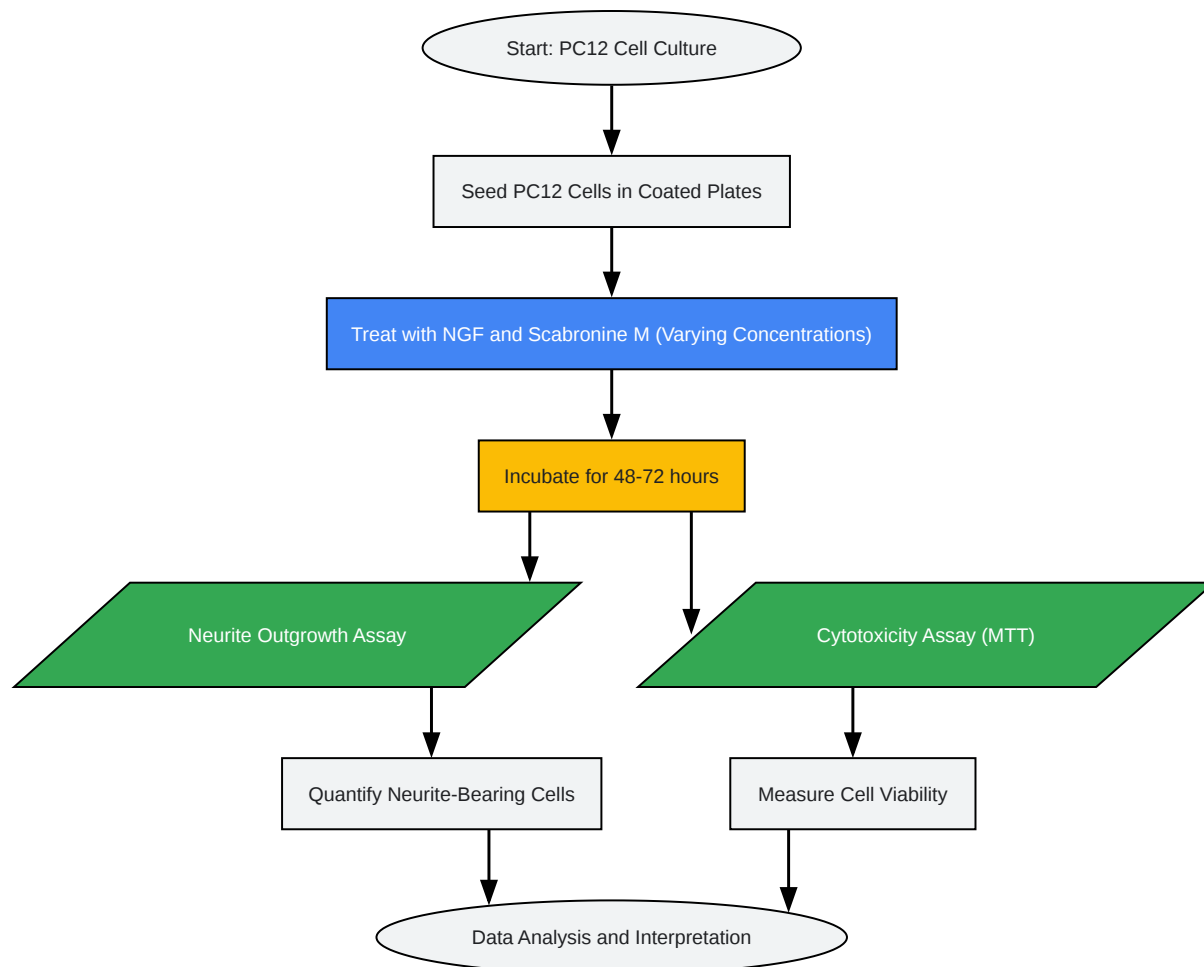 Start: PC12 Cell Culture
Seed PC12 Cells in Coated Plates
Treat with NGF and Scabronine M (Varying Concentrations)
Incubate for 48-72 hours
Neurite Outgrowth Assay
Cytotoxicity Assay (MTT)
Quantify Neurite-Bearing Cells
Measure Cell Viability
Data Analysis and Interpretation